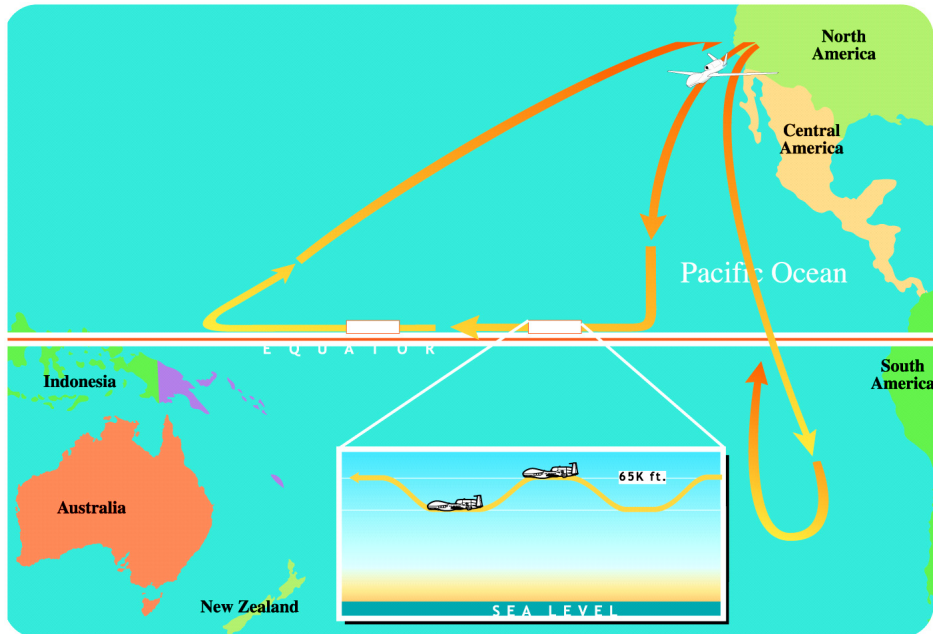 North
America
Central
America
Pacific Ocean
EQUATOR
Indonesia
South
America
65K ft.
Australia
New Zealand
SEA LEVEL